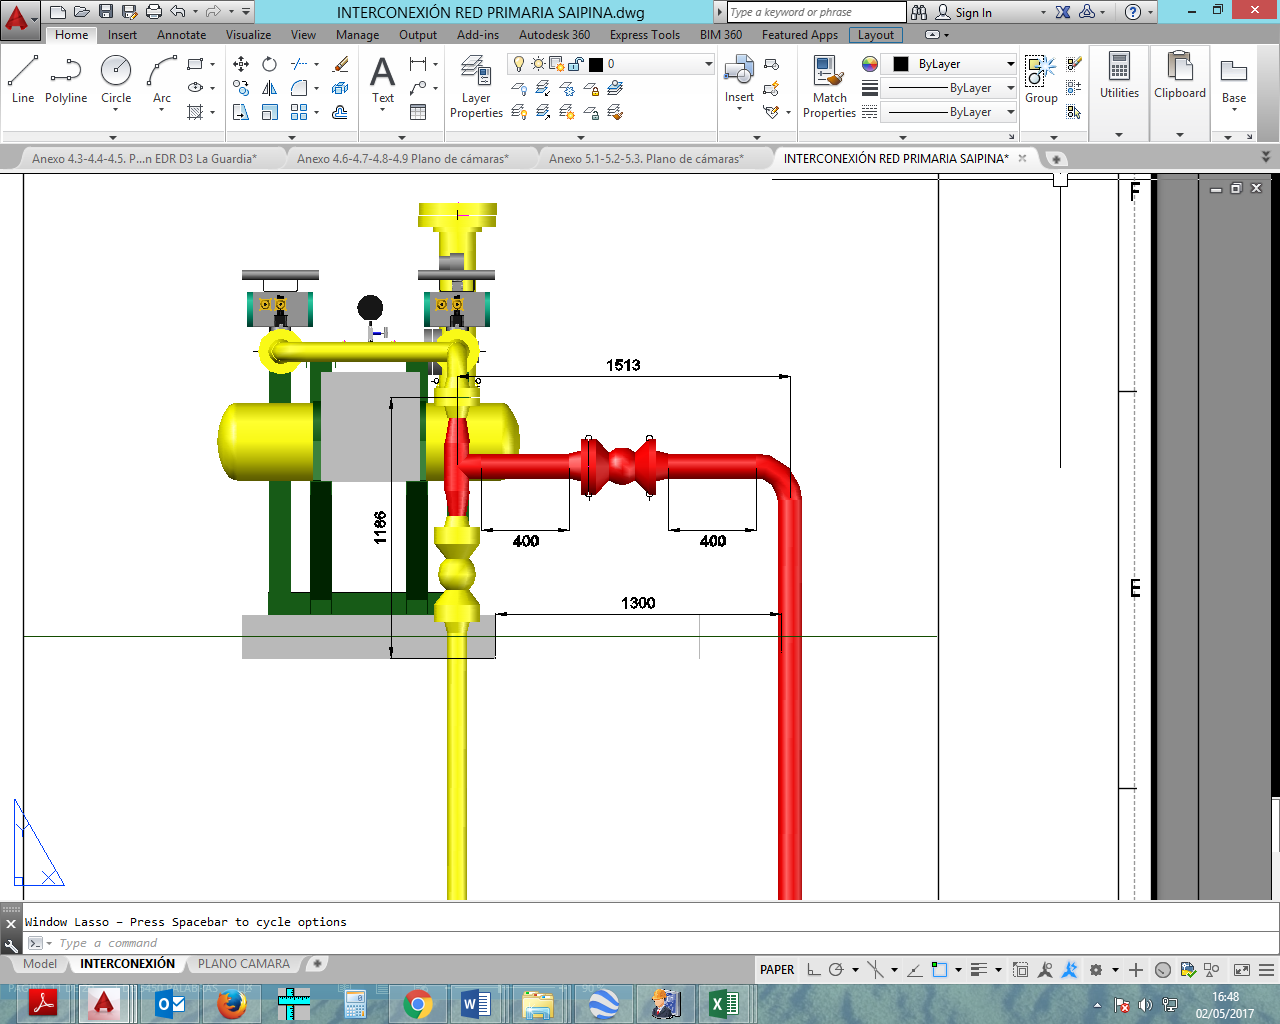 INTERCONEXIÓN RED PRIMARIA SAIPINA.dwg
Type a keyword or phrase
Sign In
Home Insert Annotate Visualize View Manage Output Add-ins Autodesk 360 Express Tools BIM 360 Featured Apps Layout
Line Polyline Circle Arc
Text
Layer Properties
0
Insert
Match Properties
ByLayer
ByLayer
ByLayer
Group
Utilities
Clipboard
Base
Anexo 4.3-4.4-4.5. P...n EDR D3 La Guardia*
Anexo 4.6-4.7-4.8-4.9 Plano de cámaras*
Anexo 5.1-5.2-5.3. Plano de cámaras*
INTERCONEXIÓN RED PRIMARIA SAIPINA*
F
1513
1186
400
400
E
1300
Window Lasso - Press Spacebar to cycle options
Type a command
Model INTERCONEXIÓN PLANO CAMARA
PAPER
16:48
02/05/2017